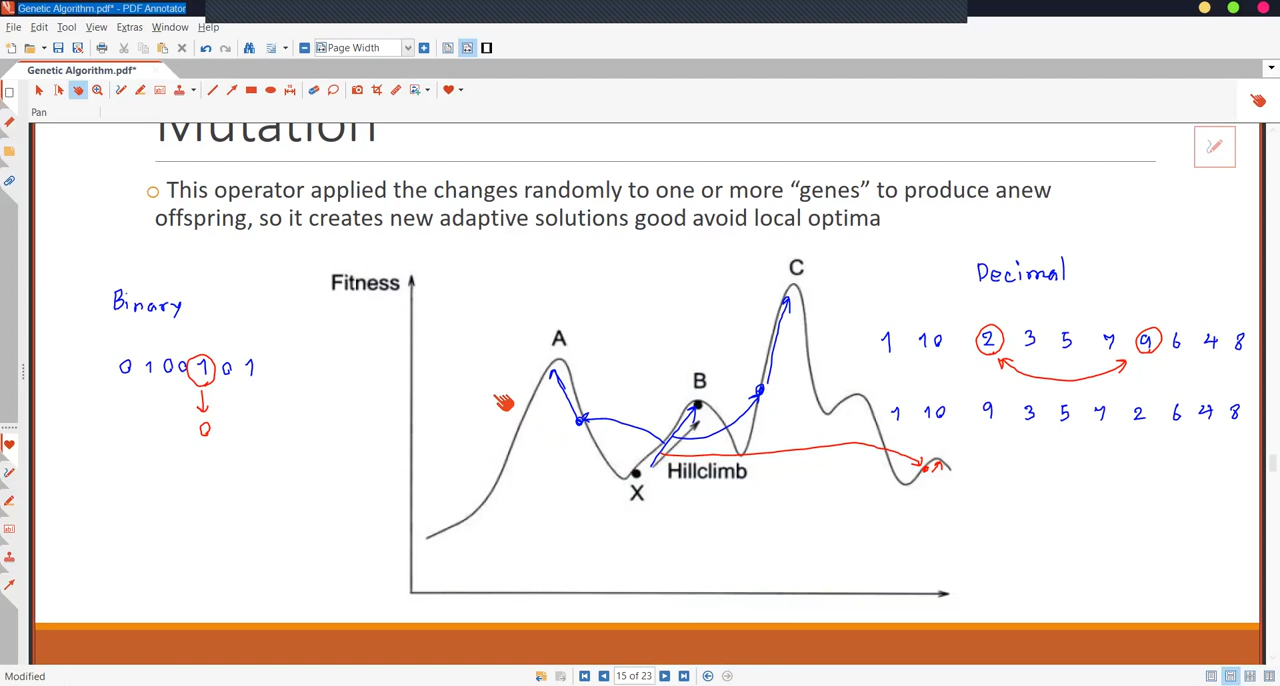 Genetic Algorithm.pdf* - PDF Annotator
File Edit Tool View Extras Window Help
Page Width
Genetic Algorithm.pdf*
Pan
Mutation
This operator applied the changes randomly to one or more “genes” to produce anew
offspring, so it creates new adaptive solutions good avoid local optima
Binary
0 1 0 0 1 0 1
0
Fitness
A
B
C
X
Hillclimb
Decimal
1 10 2 3 5 7 9 6 4 8
1 10 9 3 5 7 2 6 4 8
Modified
15 of 23